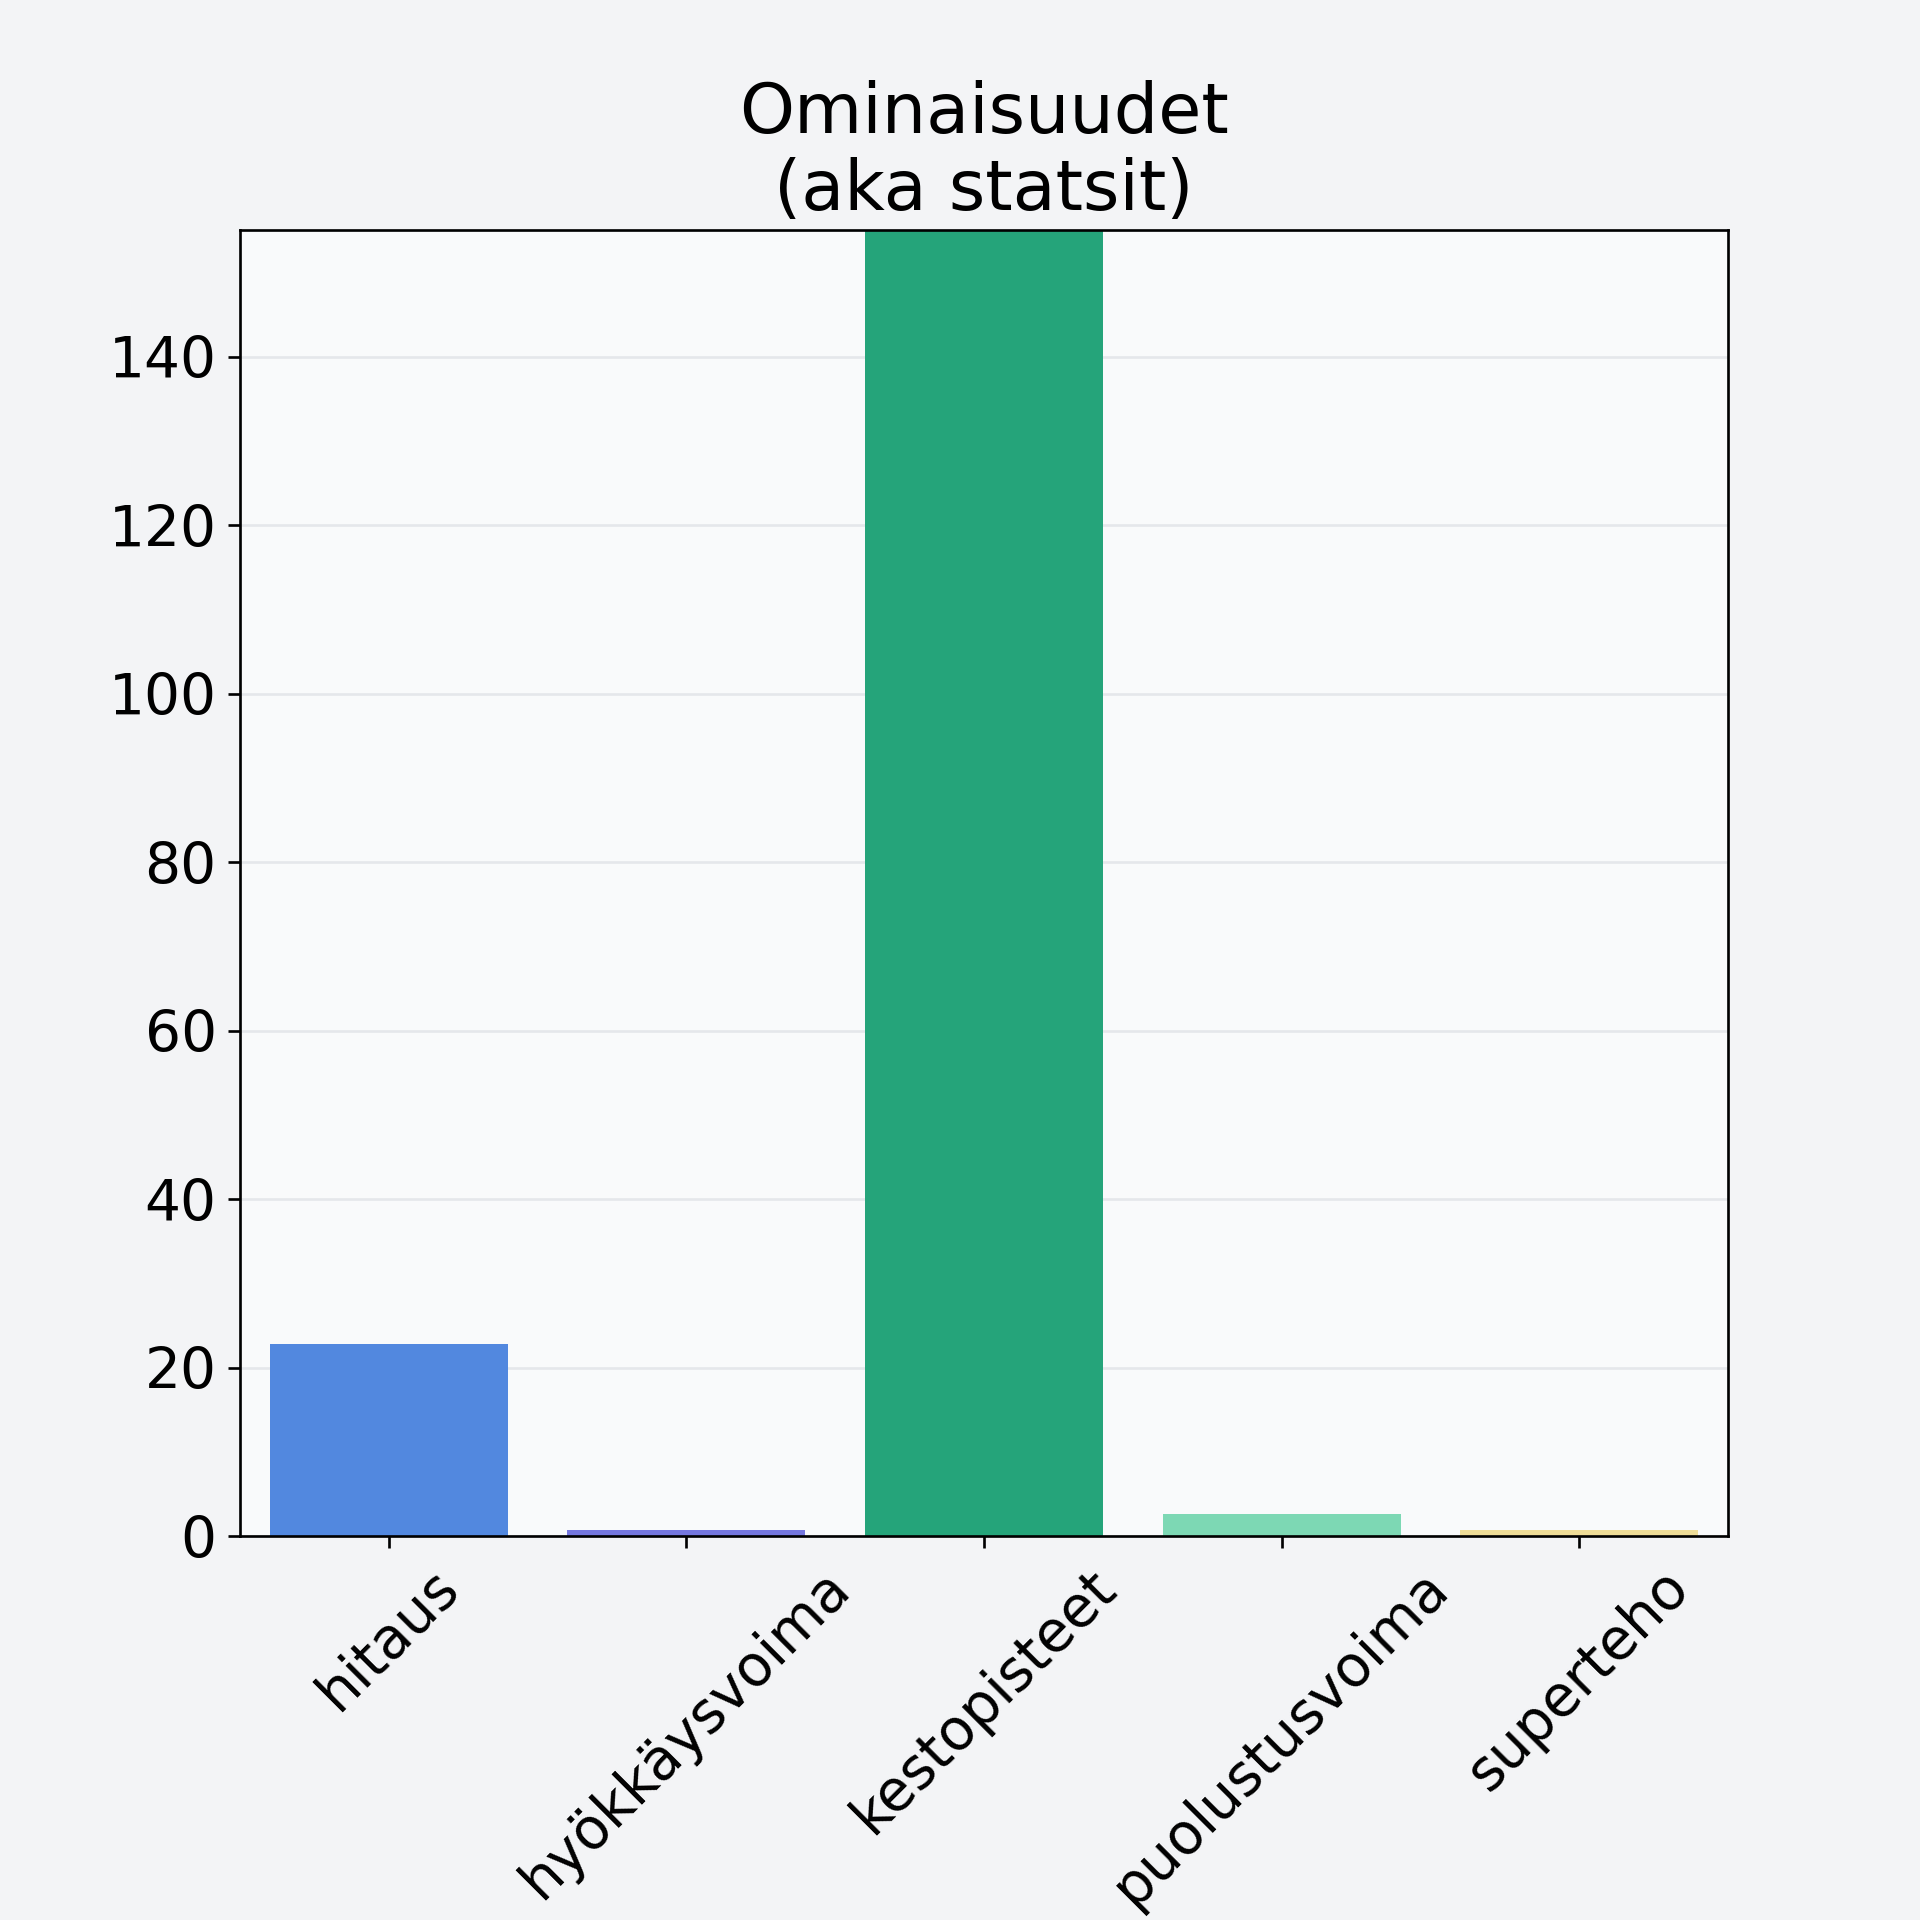 Ominaisuudet
(aka statsit)
140
120
100
80
60
40
20
0
hitaus
hyökkäysvoima
kestopisteet
puolustusvoima
superteho